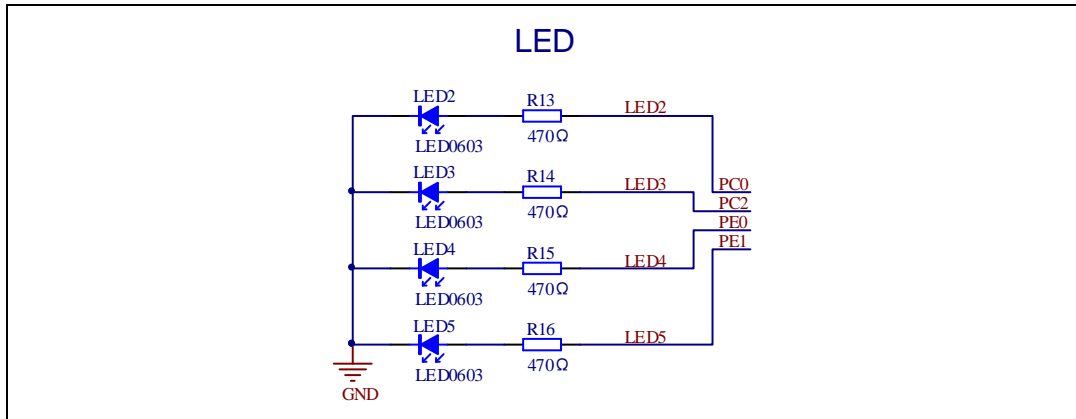 LED
LED2
R13
LED2
LED0603
470Ω
LED3
R14
LED3
PC0
LED0603
470Ω
PC2
PE0
LED4
R15
LED4
PE1
LED0603
470Ω
LED5
R16
LED5
LED0603
470Ω
GND